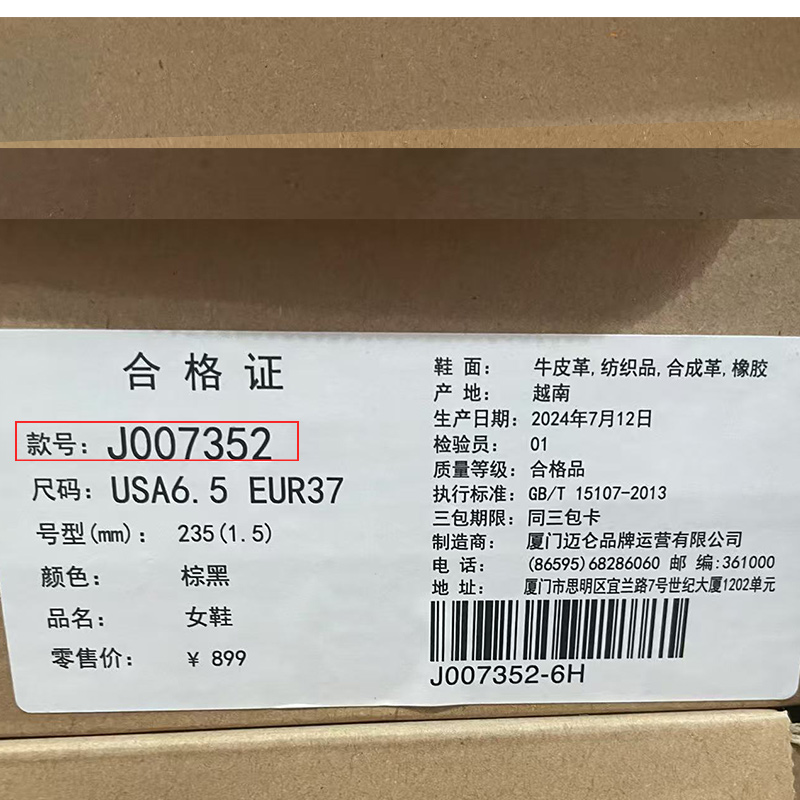 合格证
款号: J007352
尺码: USA6.5 EUR37
号型(mm): 235(1.5)
颜色: 棕黑
品名: 女鞋
零售价: ¥ 899
鞋 面: 牛皮革,纺织品,合成革,橡胶
产 地: 越南
生产日期: 2024年7月12日
检验员: 01
质量等级: 合格品
执行标准: GB/T 15107-2013
三包期限: 同三包卡
制造商: 厦门迈仑品牌运营有限公司
电 话: (86595)68286060 邮 编:361000
地 址: 厦门市思明区宜兰路7号世纪大厦1202单元
J007352-6H